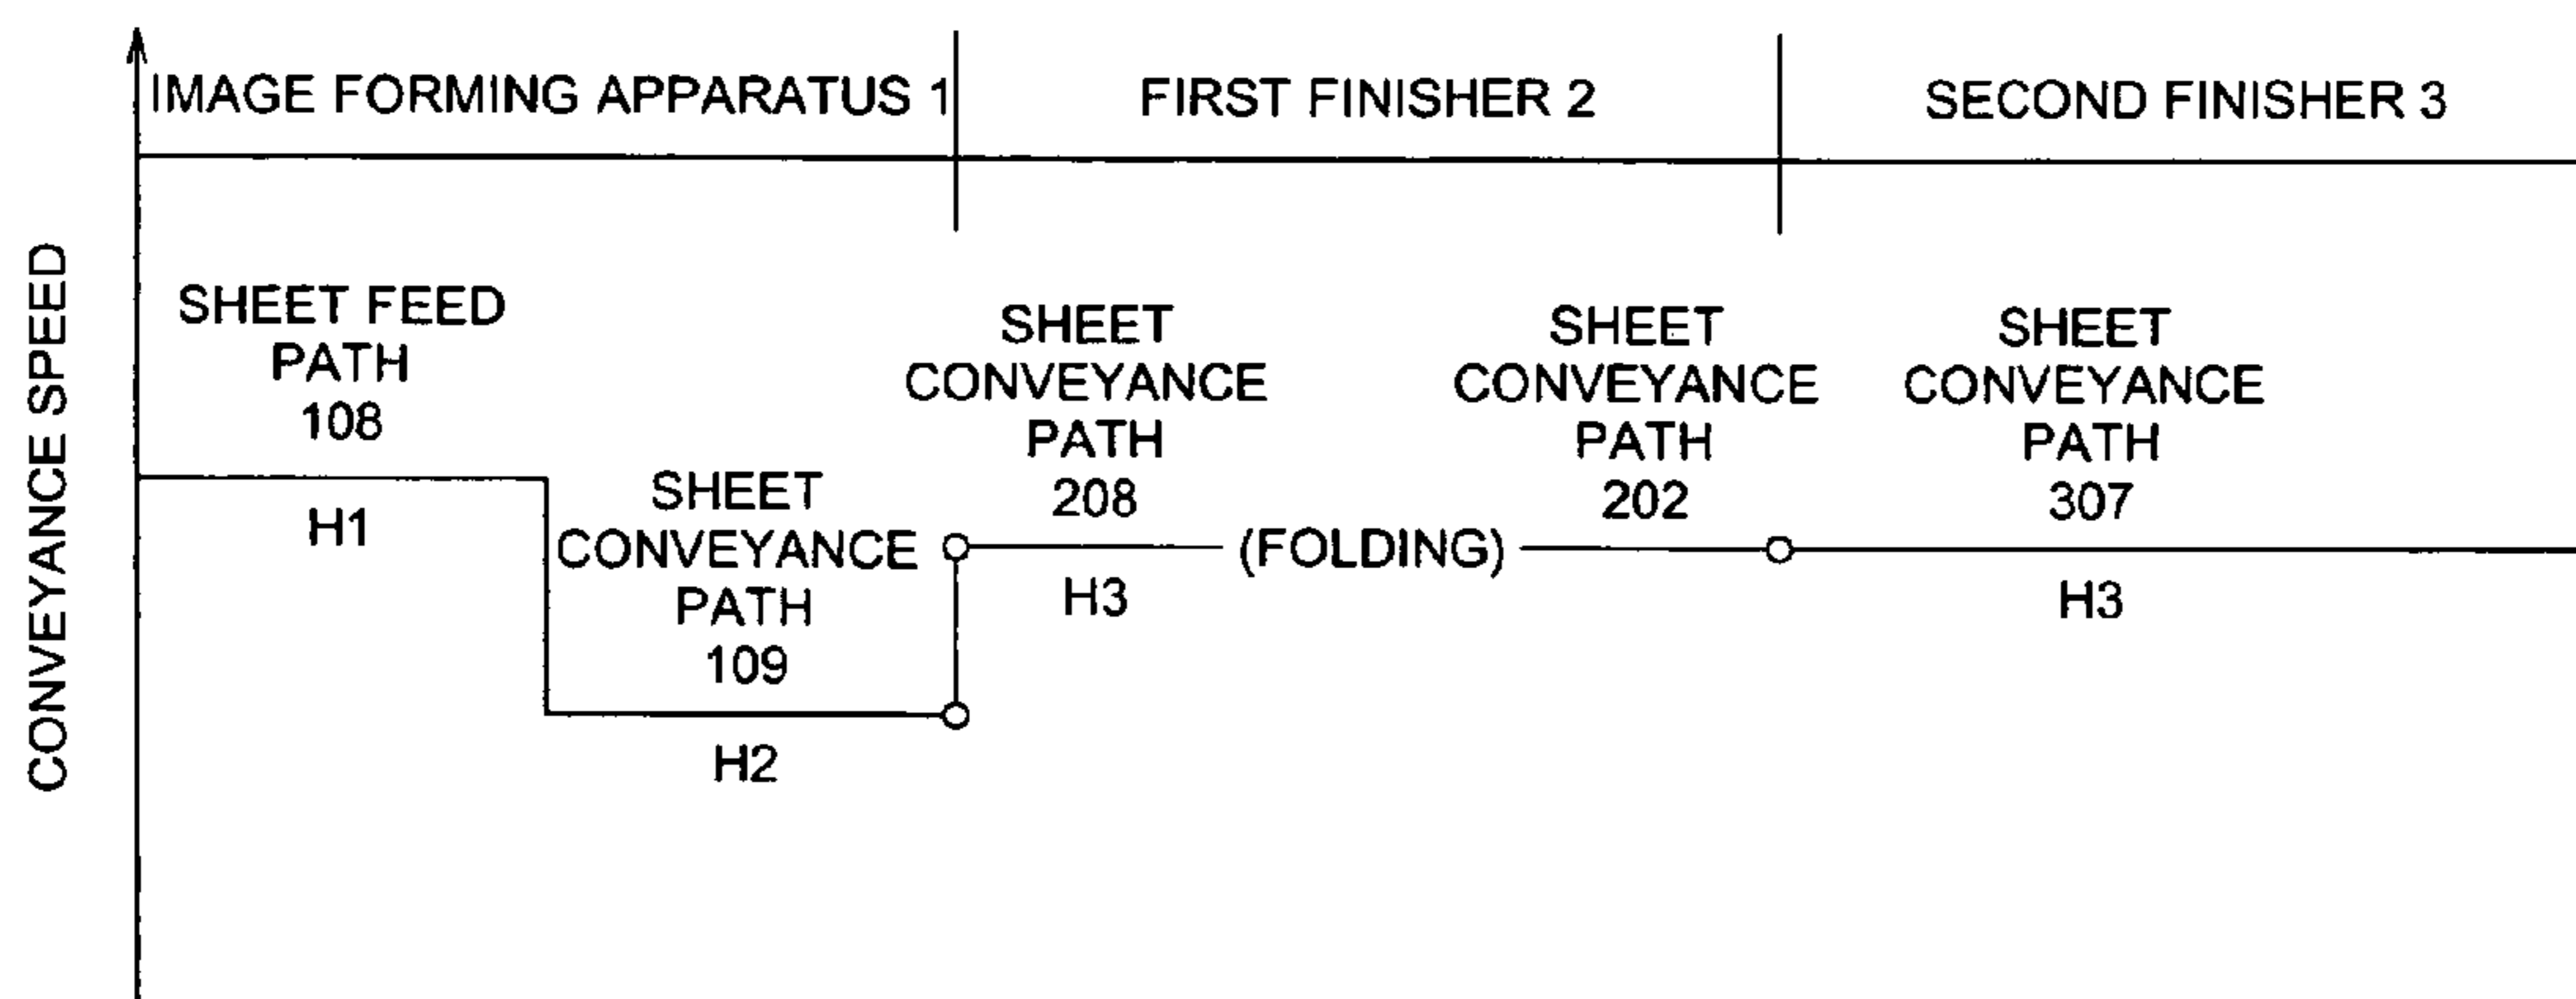 CONVEYANCE SPEED
IMAGE FORMING APPARATUS 1
FIRST FINISHER 2
SECOND FINISHER 3
SHEET FEED
PATH
108
H1
SHEET
CONVEYANCE
PATH
109
H2
SHEET
CONVEYANCE
PATH
208
H3
(FOLDING)
SHEET
CONVEYANCE
PATH
202
SHEET
CONVEYANCE
PATH
307
H3